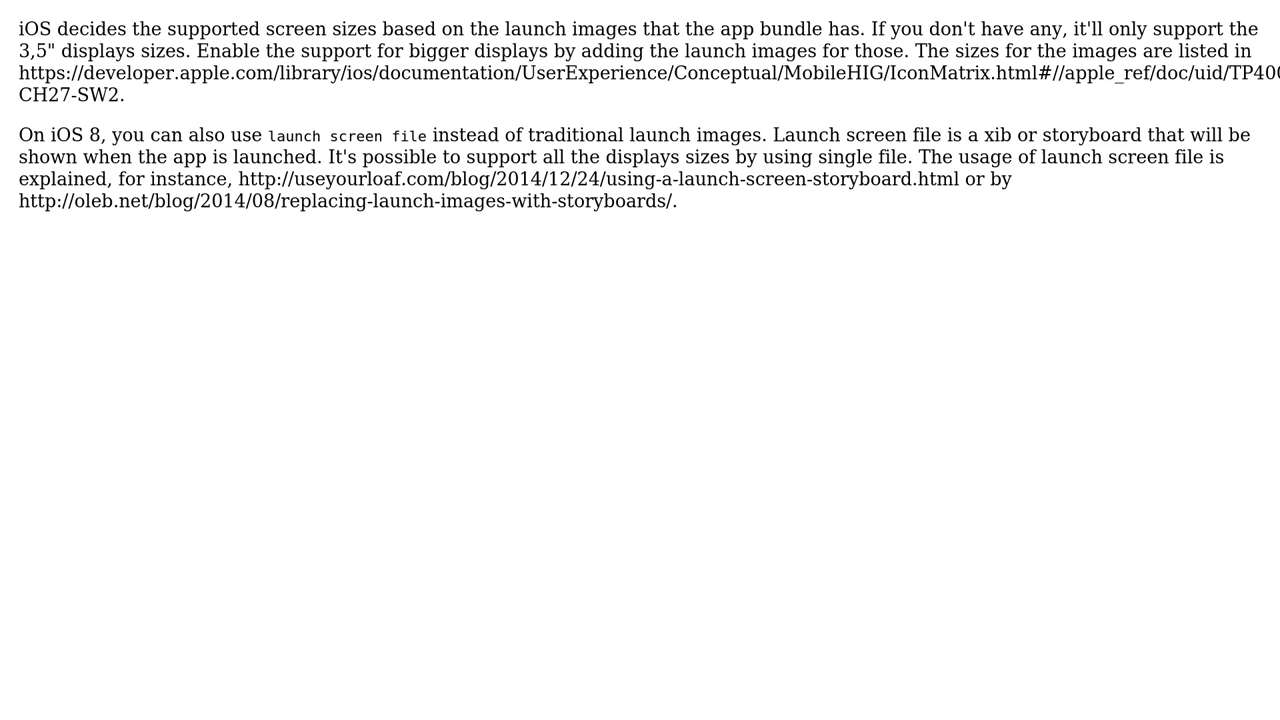 iOS decides the supported screen sizes based on the launch images that the app bundle has. If you don't have any, it'll only support the
3,5" displays sizes. Enable the support for bigger displays by adding the launch images for those. The sizes for the images are listed in
https://developer.apple.com/library/ios/documentation/UserExperience/Conceptual/MobileHIG/IconMatrix.html#//apple_ref/doc/uid/TP400
CH27-SW2.
On iOS 8, you can also use launch screen file instead of traditional launch images. Launch screen file is a xib or storyboard that will be
shown when the app is launched. It's possible to support all the displays sizes by using single file. The usage of launch screen file is
explained, for instance, http://useyourloaf.com/blog/2014/12/24/using-a-launch-screen-storyboard.html or by
http://oleb.net/blog/2014/08/replacing-launch-images-with-storyboards/.